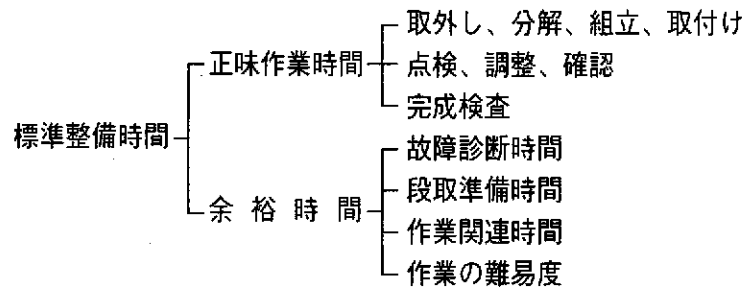 取外し、分解、組立、取付け
正味作業時間
点検、調整、確認
完成検査
標準整備時間
故障診断時間
段取準備時間
余裕時間
作業関連時間
作業の難易度